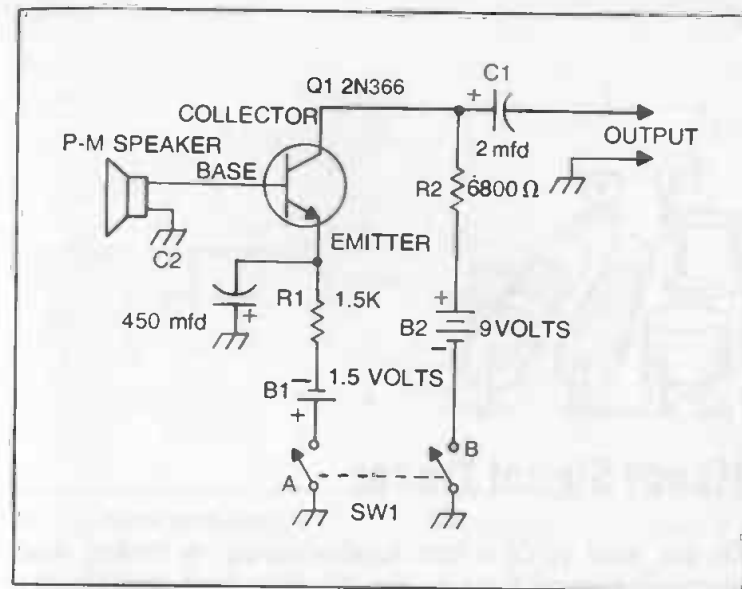 Q1 2N366
C1
+
COLLECTOR
OUTPUT
P-M SPEAKER
2 mfd
BASE
R2 6800 Ω
EMITTER
C2
R1 1.5K
+
450 mfd
+
B2 9 VOLTS
-
- 1.5 VOLTS
B1
+
B
A
SW1